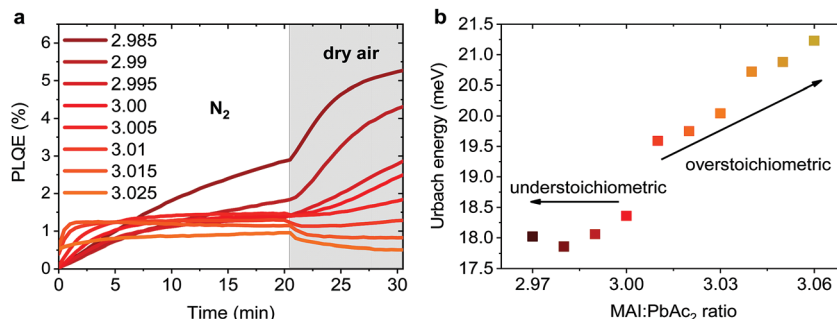 a
PLQE (%)
6
5
4
3
2
1
0
2.985
2.99
2.995
3.00
3.005
3.01
3.015
3.025
N₂
dry air
0 5 10 15 20 25 30
Time (min)
b
Urbach energy (meV)
21.5
21.0
20.5
20.0
19.5
19.0
18.5
18.0
17.5
understoichiometric
overstoichiometric
2.97 3.00 3.03 3.06
MAI:PbAc₂ ratio